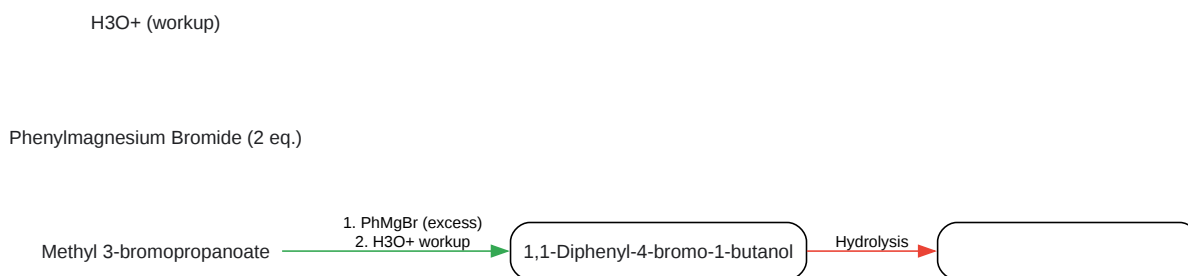 H3O+ (workup)
Phenylmagnesium Bromide (2 eq.)
1. PhMgBr (excess)
2. H3O+ workup
Methyl 3-bromopropanoate
1,1-Diphenyl-4-bromo-1-butanol
Hydrolysis